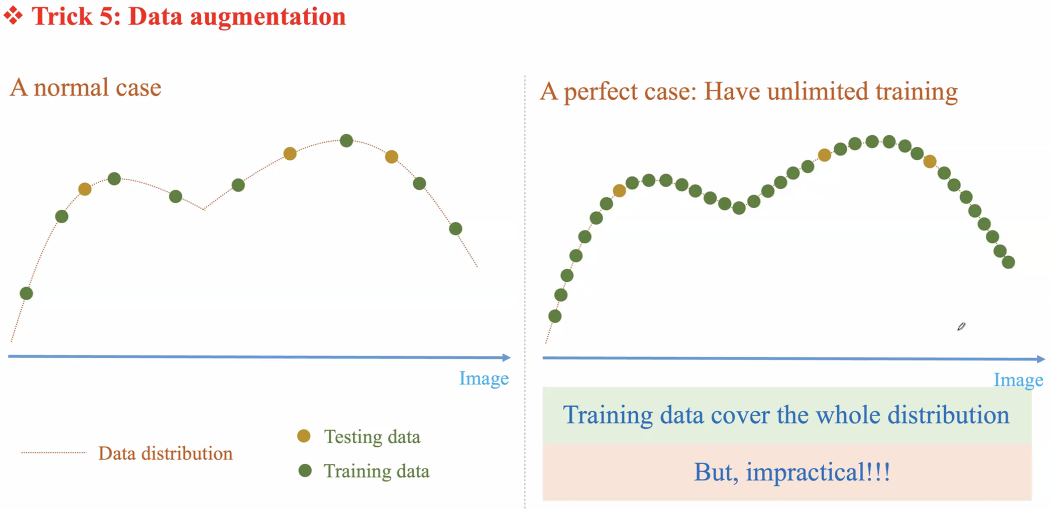 ❖ Trick 5: Data augmentation
A normal case
Image
Data distribution
Testing data
Training data
A perfect case: Have unlimited training
Image
Training data cover the whole distribution
But, impractical!!!